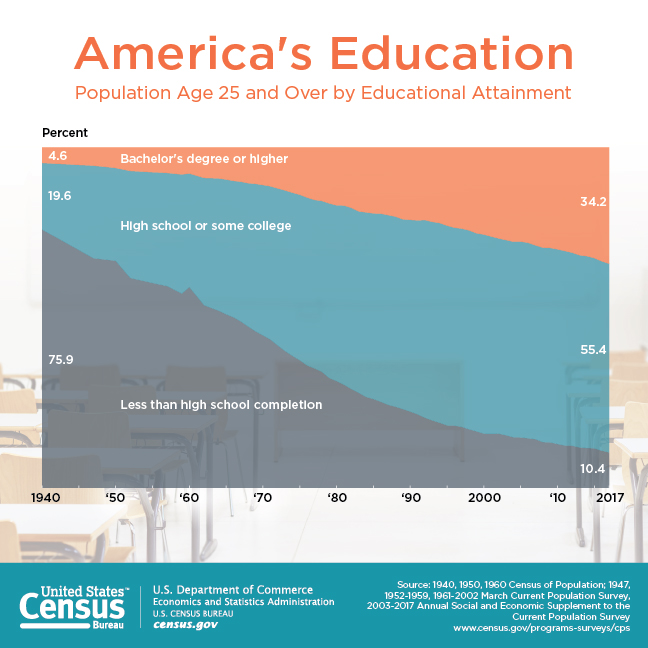 America's Education
Population Age 25 and Over by Educational Attainment
Percent
4.6
Bachelor's degree or higher
19.6
High school or some college
34.2
75.9
55.4
Less than high school completion
10.4
1940 '50 '60 '70 '80 '90 2000 '10 2017
United States™
Census
Bureau
U.S. Department of Commerce
Economics and Statistics Administration
U.S. CENSUS BUREAU
census.gov
Source: 1940, 1950, 1960 Census of Population; 1947,
1952-1959, 1961-2002 March Current Population Survey,
2003-2017 Annual Social and Economic Supplement to the
Current Population Survey
www.census.gov/programs-surveys/cps